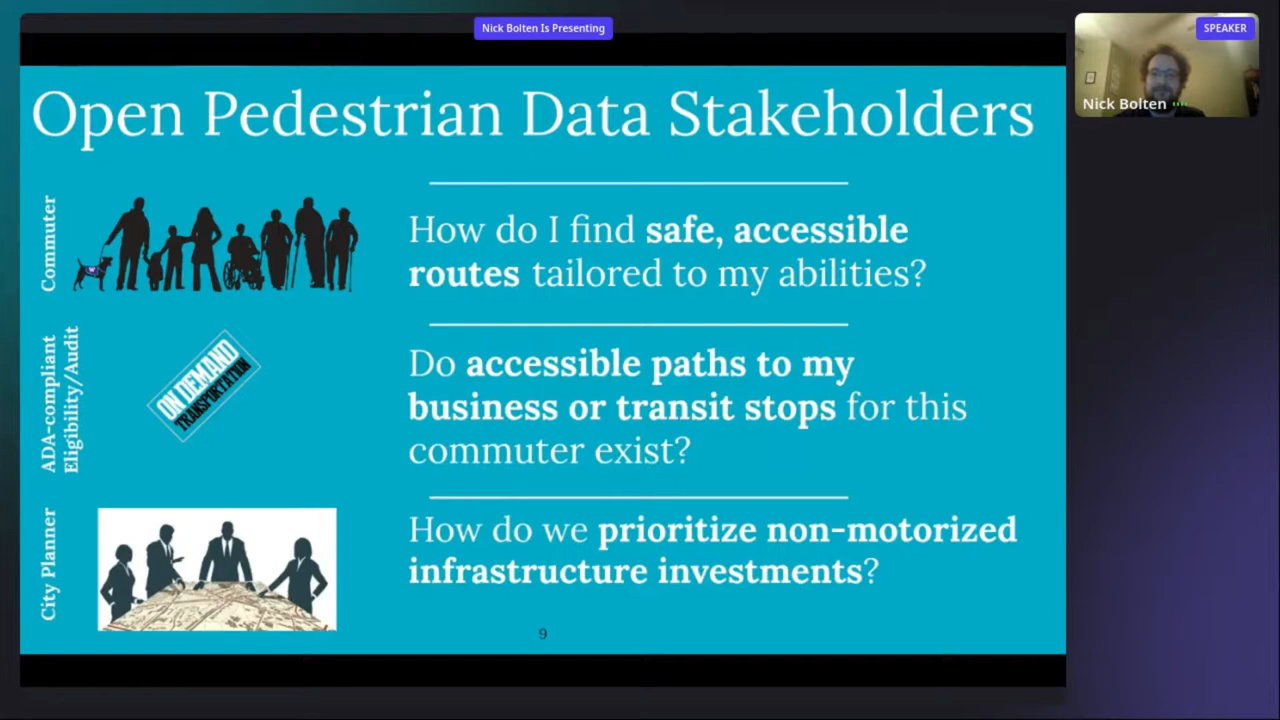 Nick Bolten Is Presenting
SPEAKER
Nick Bolten
Open Pedestrian Data Stakeholders
Commuter
How do I find safe, accessible
routes tailored to my abilities?
ADA-compliant
Eligibility/Audit
ON DEMAND
TRANSPORTATION
Do accessible paths to my
business or transit stops for this
commuter exist?
City Planner
How do we prioritize non-motorized
infrastructure investments?
9